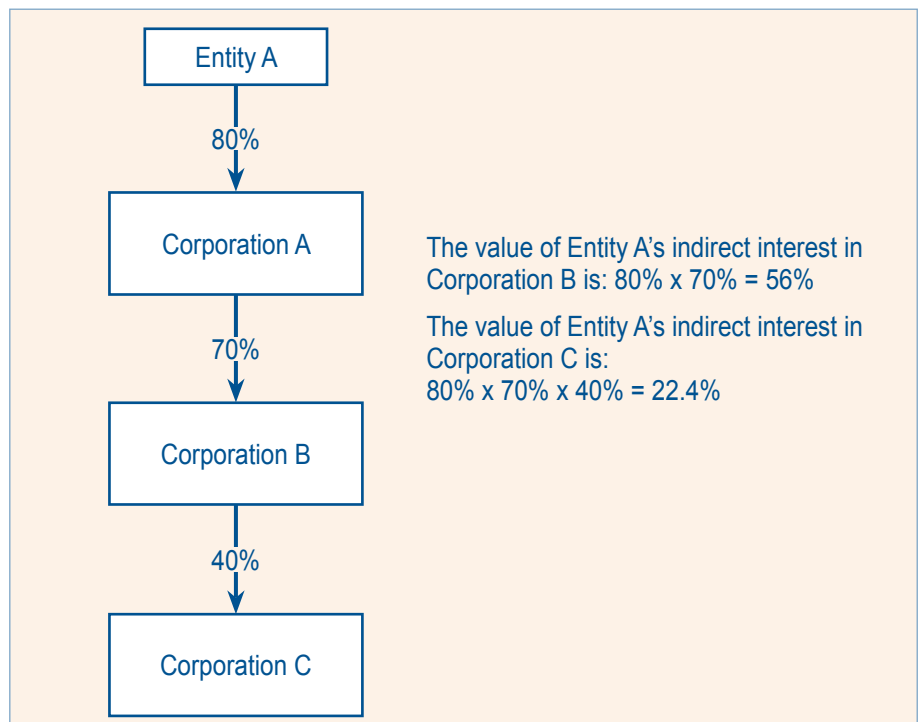 Entity A
80%
Corporation A
The value of Entity A’s indirect interest in
Corporation B is: 80% x 70% = 56%
The value of Entity A’s indirect interest in
Corporation C is:
80% x 70% x 40% = 22.4%
70%
Corporation B
40%
Corporation C